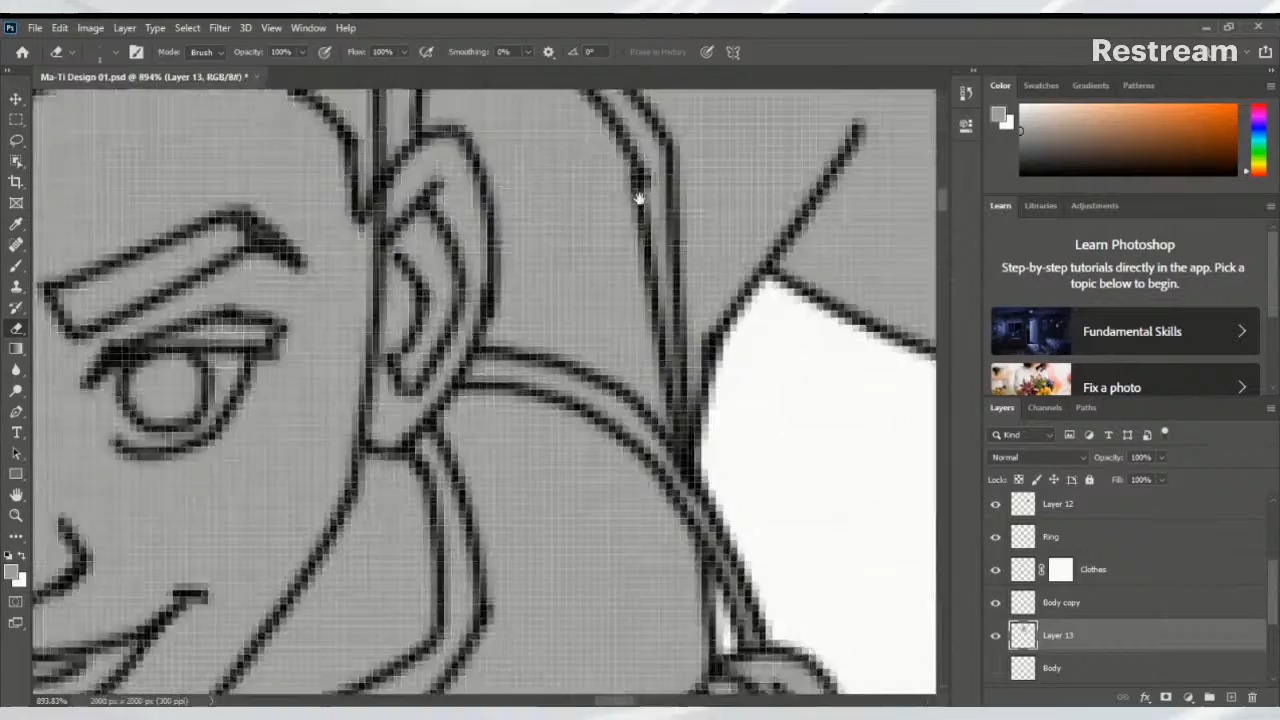 Ps File Edit Image Layer Type Select Filter 3D View Window Help
Mode: Brush Opacity: 100% Flow: 100% Smoothing: 0% 0° Erase to History
Restream
Ma-Ti Design 01.psd @ 894% (Layer 13, RGB/8#) *
Color Swatches Gradients Patterns
Learn Libraries Adjustments
Learn Photoshop
Step-by-step tutorials directly in the app. Pick a
topic below to begin.
Fundamental Skills
Fix a photo
Layers Channels Paths
Kind
Normal Opacity: 100%
Lock: Fill: 100%
Layer 12
Ring
Clothes
Body copy
Layer 13
Body
893.83% 2000 px x 2000 px (300 ppi)